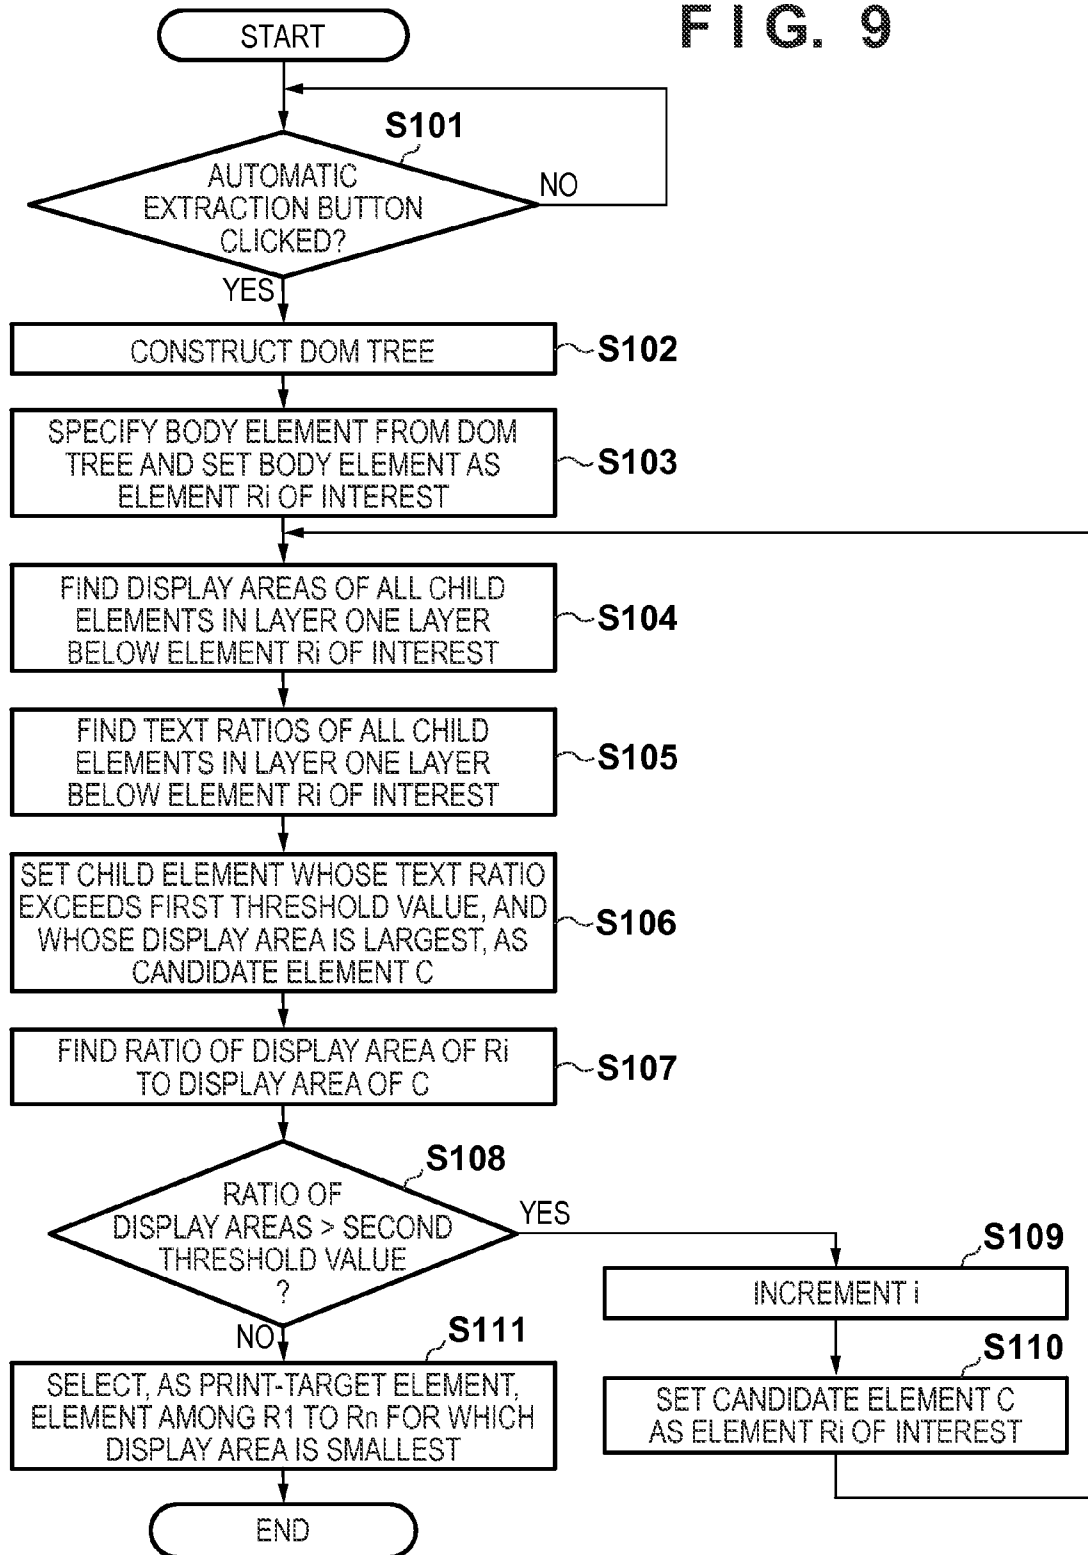 FIG. 9
START
S101
AUTOMATIC
EXTRACTION BUTTON
CLICKED?
NO
YES
CONSTRUCT DOM TREE
S102
SPECIFY BODY ELEMENT FROM DOM
TREE AND SET BODY ELEMENT AS
ELEMENT Ri OF INTEREST
S103
FIND DISPLAY AREAS OF ALL CHILD
ELEMENTS IN LAYER ONE LAYER
BELOW ELEMENT Ri OF INTEREST
S104
FIND TEXT RATIOS OF ALL CHILD
ELEMENTS IN LAYER ONE LAYER
BELOW ELEMENT Ri OF INTEREST
S105
SET CHILD ELEMENT WHOSE TEXT RATIO
EXCEEDS FIRST THRESHOLD VALUE, AND
WHOSE DISPLAY AREA IS LARGEST, AS
CANDIDATE ELEMENT C
S106
FIND RATIO OF DISPLAY AREA OF Ri
TO DISPLAY AREA OF C
S107
S108
RATIO OF
DISPLAY AREAS > SECOND
THRESHOLD VALUE
?
YES
NO
S109
INCREMENT i
S110
SET CANDIDATE ELEMENT C
AS ELEMENT Ri OF INTEREST
S111
SELECT, AS PRINT-TARGET ELEMENT,
ELEMENT AMONG R1 TO Rn FOR WHICH
DISPLAY AREA IS SMALLEST
END